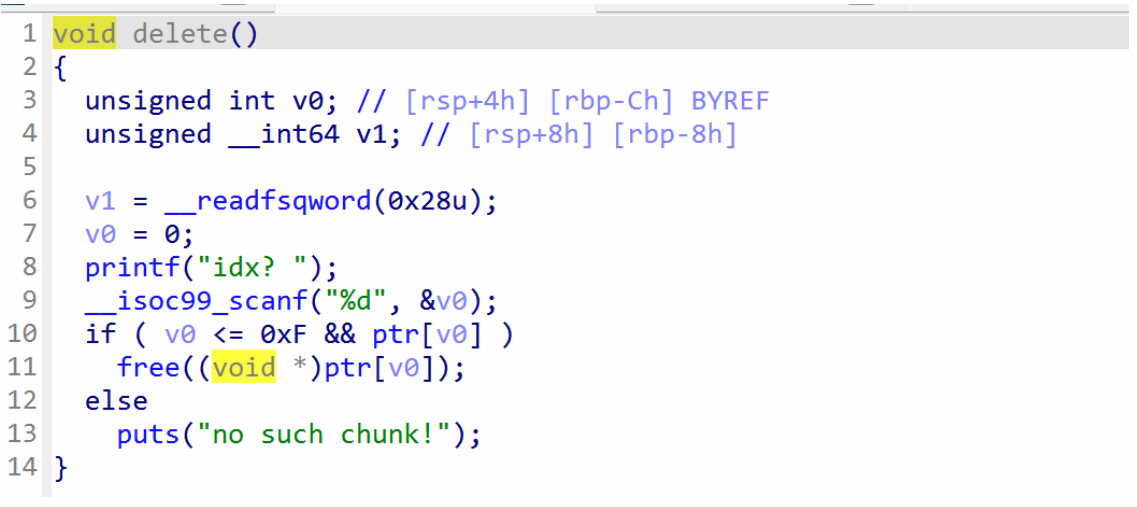 1 void delete()
2 {
3 unsigned int v0; // [rsp+4h] [rbp-Ch] BYREF
4 unsigned __int64 v1; // [rsp+8h] [rbp-8h]
5
6 v1 = __readfsqword(0x28u);
7 v0 = 0;
8 printf("idx? ");
9 __isoc99_scanf("%d", &v0);
10 if ( v0 <= 0xF && ptr[v0] )
11 free((void *)ptr[v0]);
12 else
13 puts("no such chunk!");
14 }